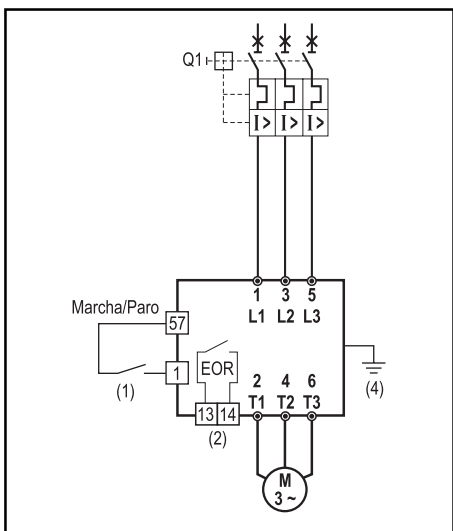 Q1
I> I> I>
1 3 5
L1 L2 L3
Marcha/Paro
57
1
(1)
EOR
13 14
(2)
2 4 6
T1 T2 T3
(4)
M
3 ~